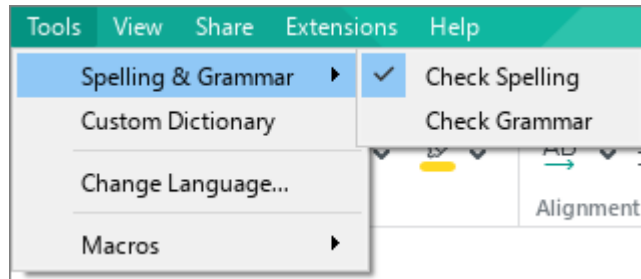 Tools View Share Extensions Help
Spelling & Grammar
Check Spelling
Custom Dictionary
Check Grammar
Change Language...
Alignment
Macros